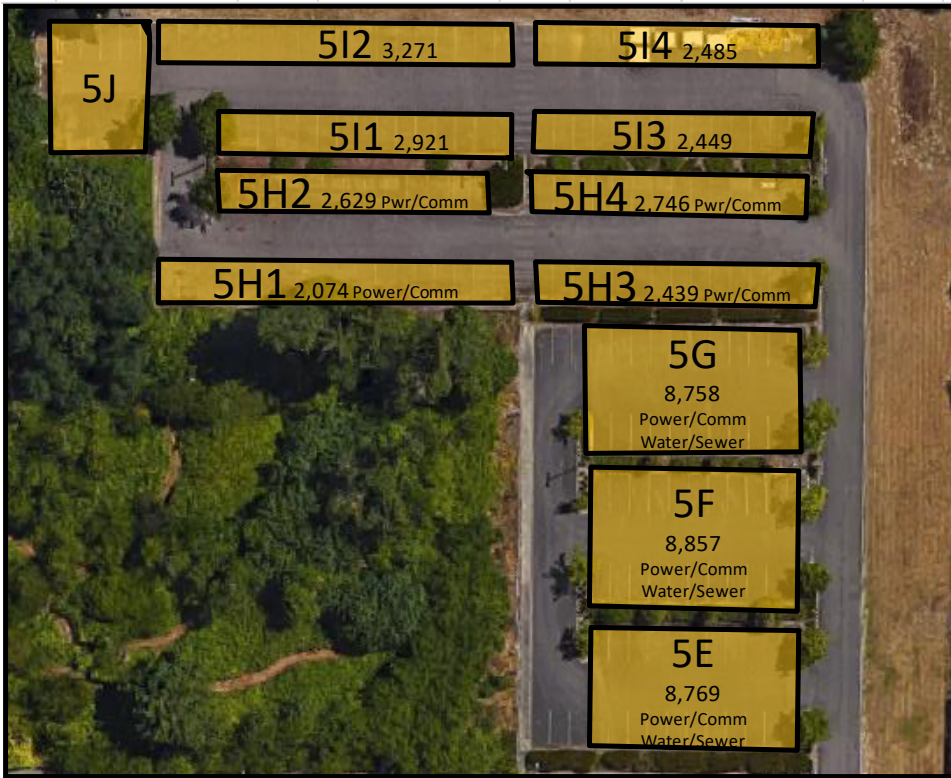 5I2 3,271
5I4 2,485
5J
5I1 2,921
5I3 2,449
5H2 2,629 Pwr/Comm
5H4 2,746 Pwr/Comm
5H1 2,074 Power/Comm
5H3 2,439 Pwr/Comm
5G
8,758
Power/Comm
Water/Sewer
5F
8,857
Power/Comm
Water/Sewer
5E
8,769
Power/Comm
Water/Sewer